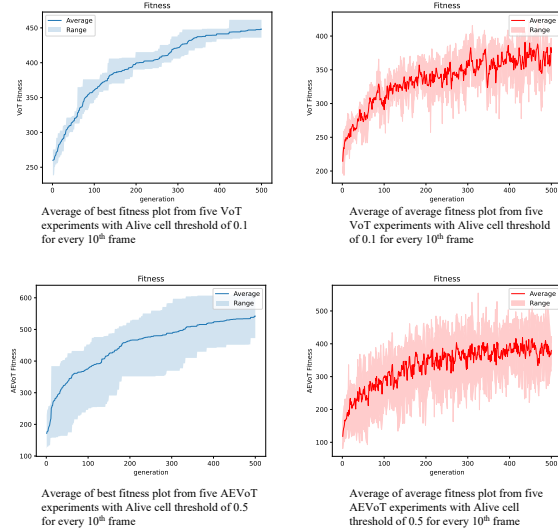 Fitness
Average
Range
VoT Fitness
450
400
350
300
250
0 100 200 300 400 500
generation
Average of best fitness plot from five VoT
experiments with Alive cell threshold of 0.1
for every 10th frame
Fitness
Average
Range
VoT Fitness
400
350
300
250
200
0 100 200 300 400 500
generation
Average of average fitness plot from five
VoT experiments with Alive cell threshold
of 0.1 for every 10th frame
Fitness
Average
Range
AEVoT Fitness
600
500
400
300
200
100
0 100 200 300 400 500
generation
Average of best fitness plot from five AEVoT
experiments with Alive cell threshold of 0.5
for every 10th frame
Fitness
Average
Range
AEVoT Fitness
500
400
300
200
100
0 100 200 300 400 500
generation
Average of average fitness plot from five
AEVoT experiments with Alive cell
threshold of 0.5 for every 10th frame